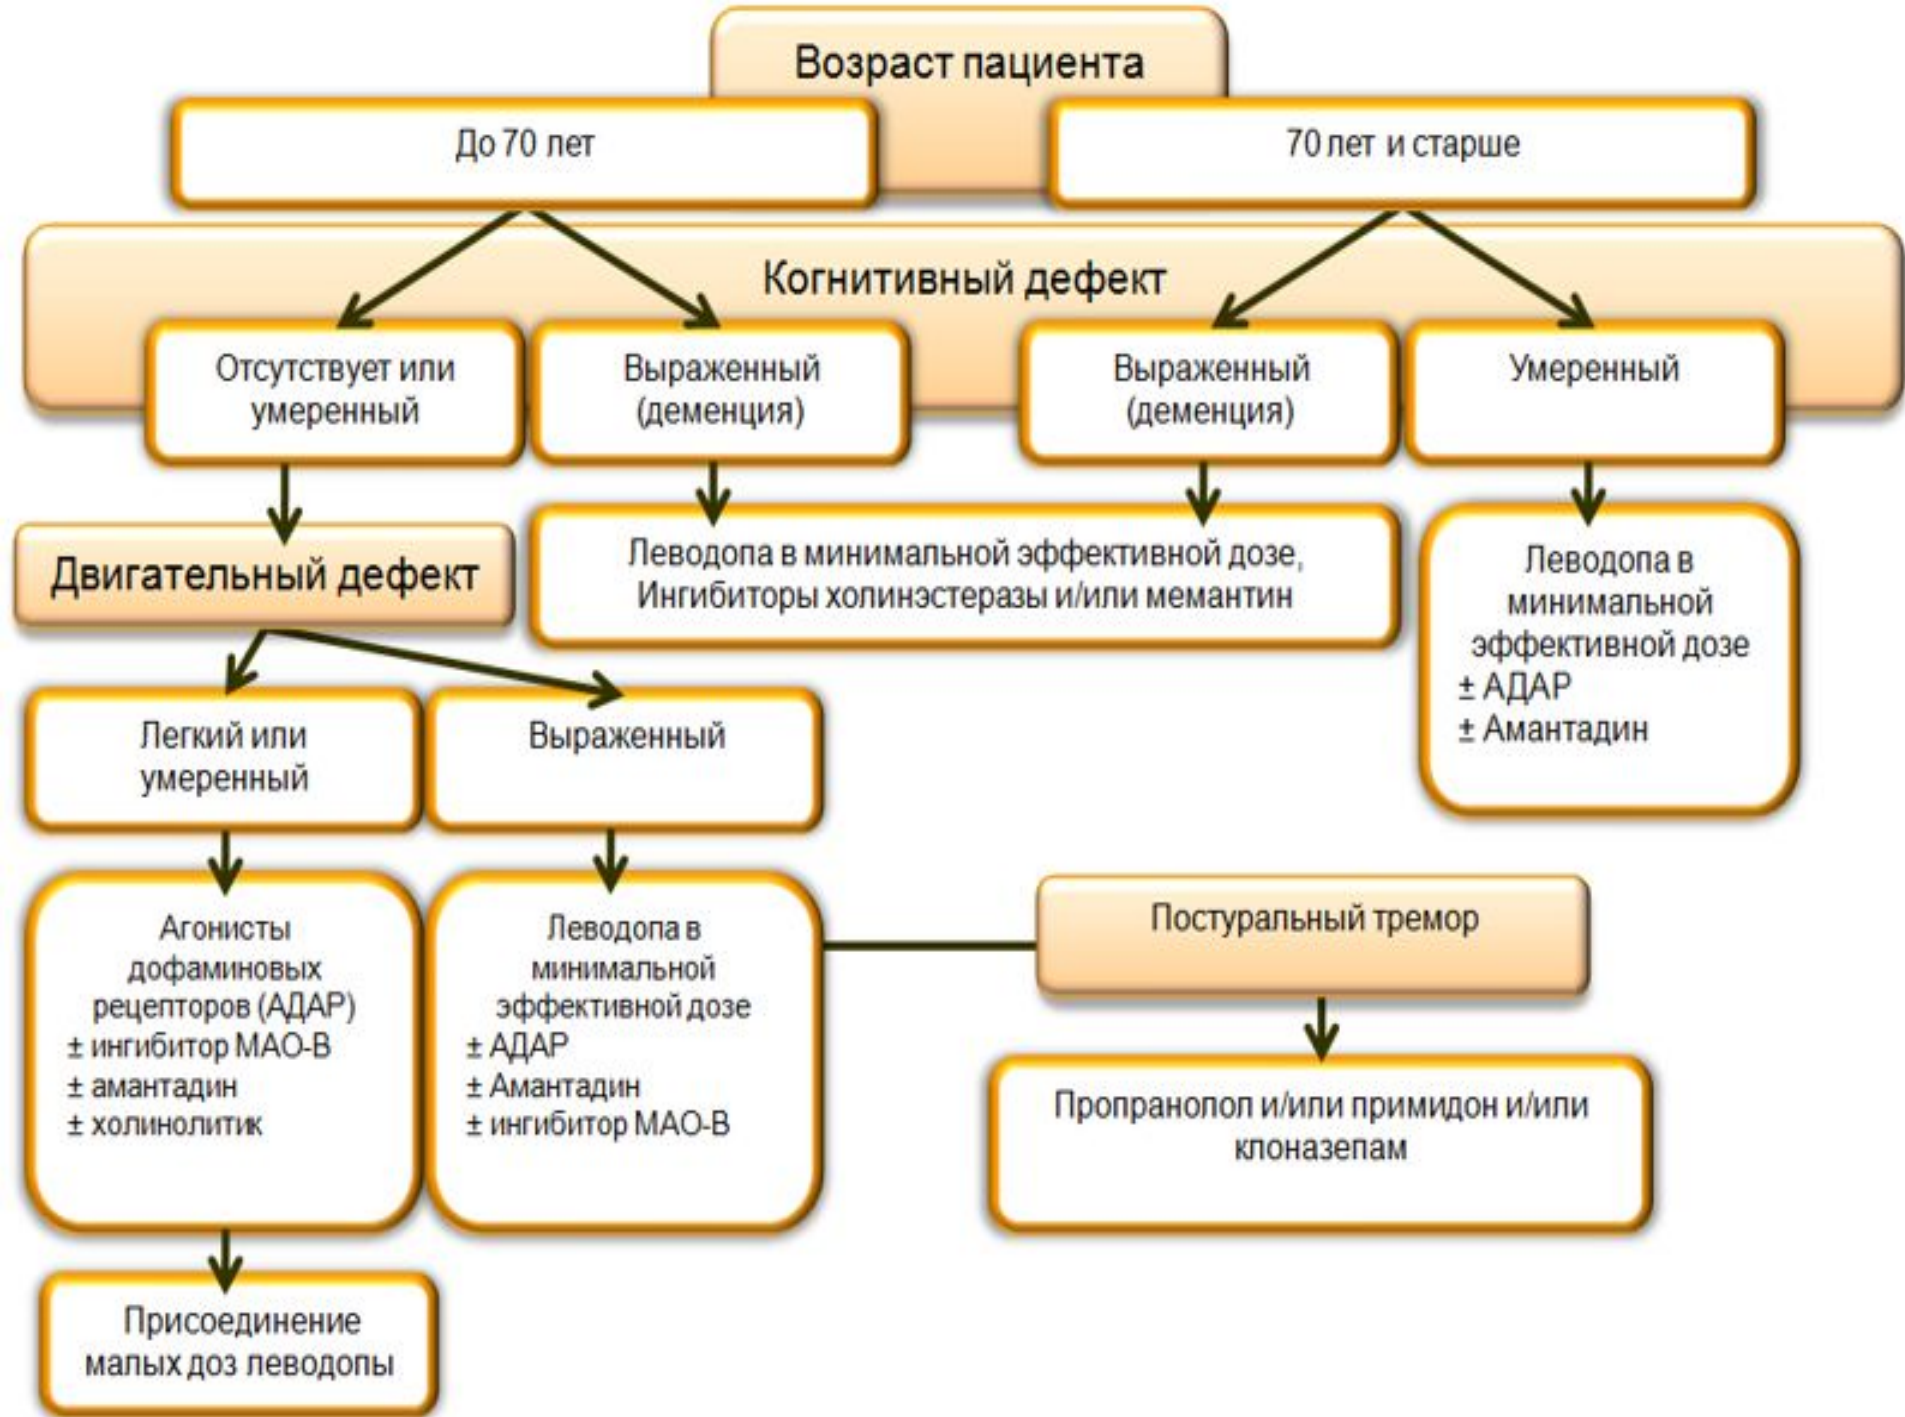 Возраст пациента
До 70 лет
70 лет и старше
Когнитивный дефект
Отсутствует или
умеренный
Выраженный
(деменция)
Выраженный
(деменция)
Умеренный
Двигательный дефект
Леводопа в минимальной эффективной дозе,
Ингибиторы холинэстеразы и/или мемантин
Леводопа в
минимальной
эффективной дозе
± АДАР
± Амантадин
Легкий или
умеренный
Выраженный
Агонисты
дофаминовых
рецепторов (АДАР)
± ингибитор МАО-В
± амантадин
± холинолитик
Леводопа в
минимальной
эффективной дозе
± АДАР
± Амантадин
± ингибитор МАО-В
Постуральный тремор
Пропранолол и/или примидон и/или
клоназепам
Присоединение
малых доз леводопы